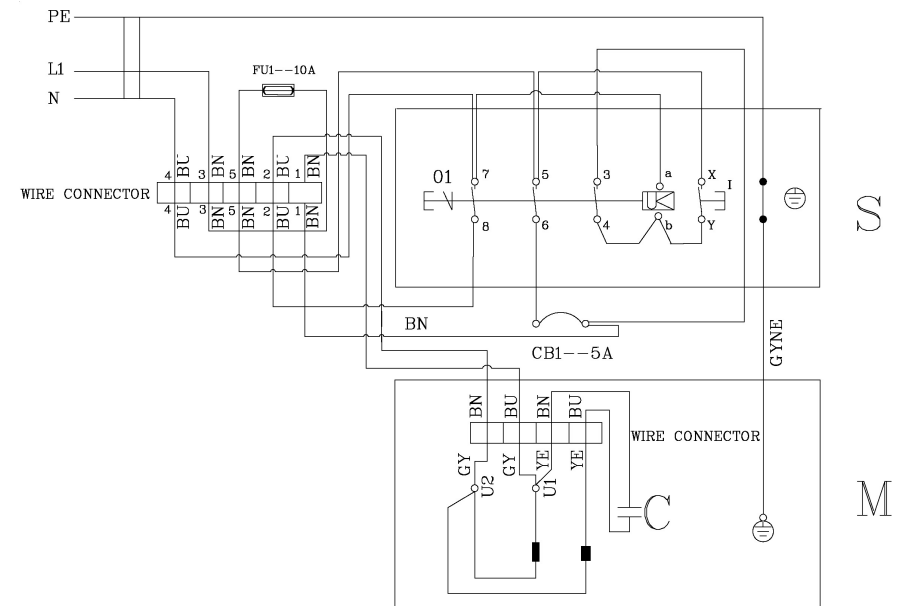 PE
L1
N
FU1--10A
BU BN BN BU BN
4 3 5 2 1
WIRE CONNECTOR
4 3 5 2 1
BU BN BN BU BN
O1 7 5 3 a X I
U<
8 6 4 b Y
S
BN
CB1--5A
GYNE
BN BU BN BU
WIRE CONNECTOR
GY GY YE YE
U2 U1
C
M